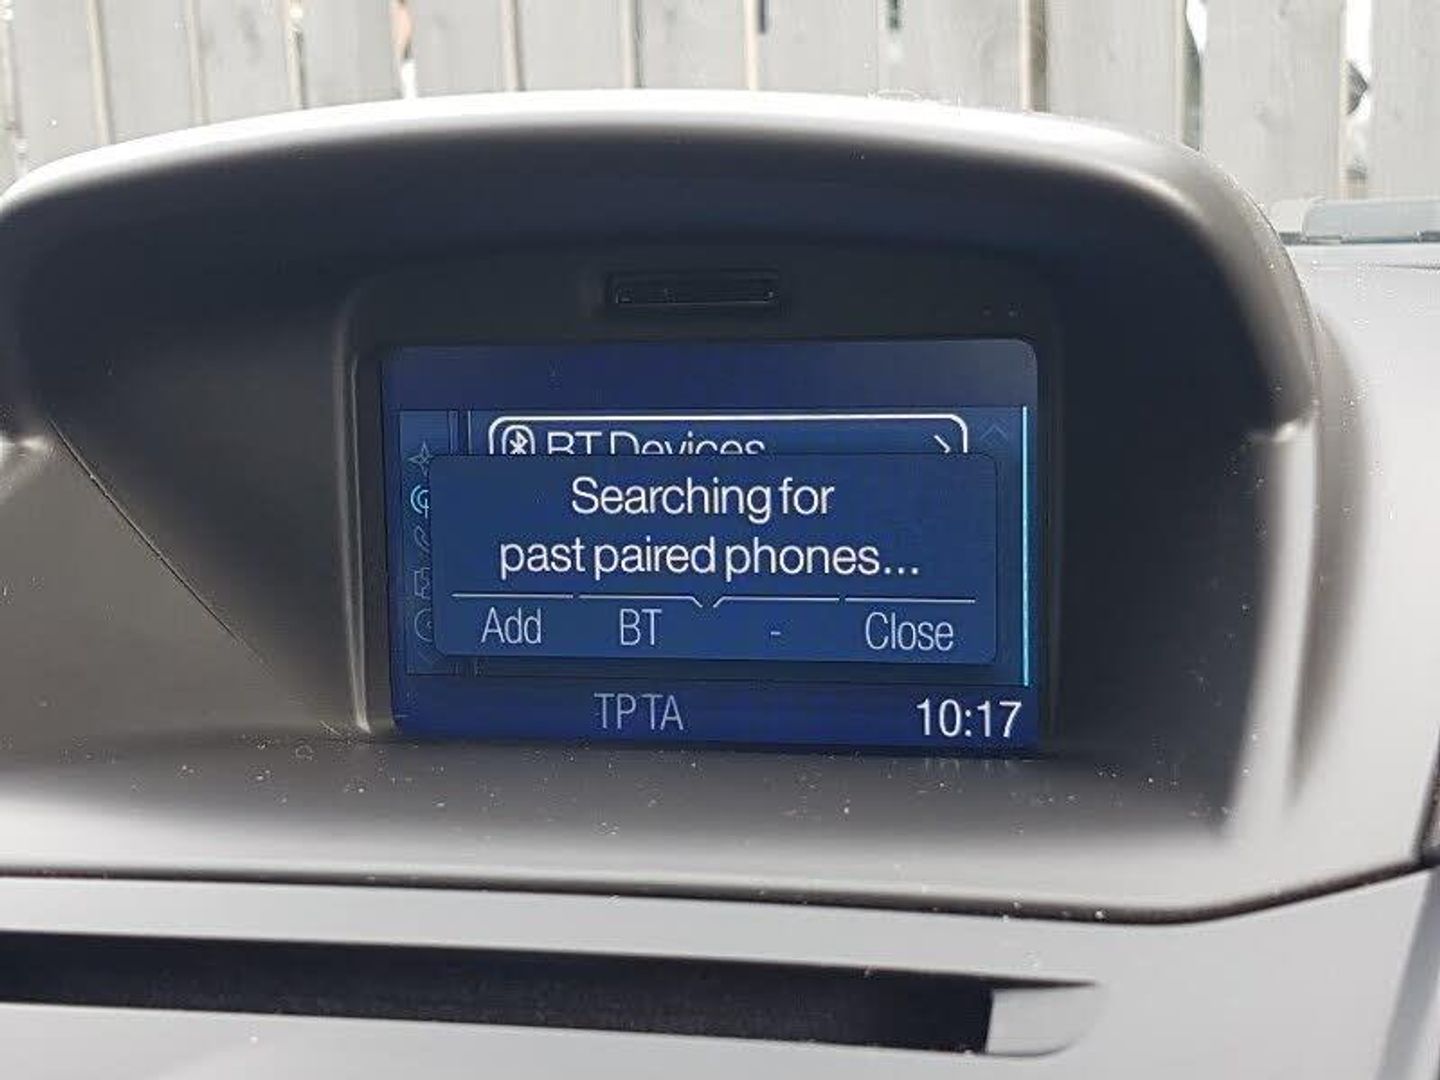 BT Devices
Searching for
past paired phones...
Add BT - Close
TP TA 10:17